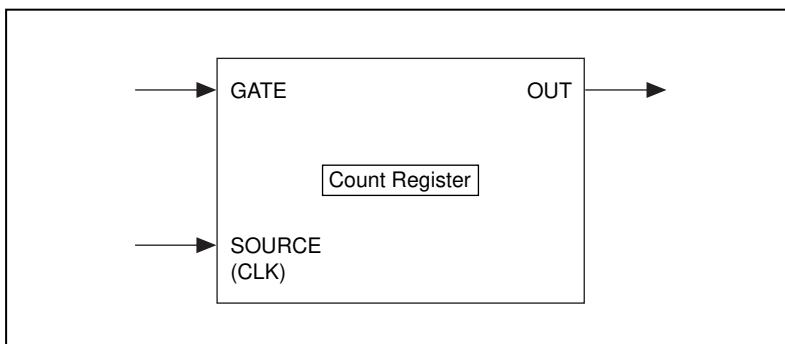 GATE
OUT
Count Register
SOURCE
(CLK)